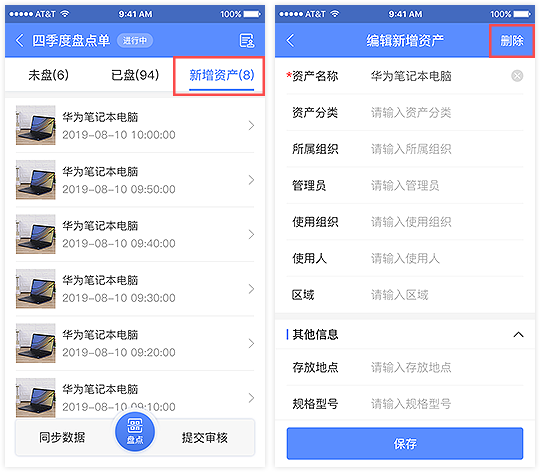 AT&T 9:41 AM 100%
四季度盘点单 进行中
未盘(6) 已盘(94) 新增资产(8)
华为笔记本电脑
2019-08-10 10:00:00
华为笔记本电脑
2019-08-10 09:50:00
华为笔记本电脑
2019-08-10 09:40:00
华为笔记本电脑
2019-08-10 09:30:00
华为笔记本电脑
2019-08-10 09:20:00
华为笔记本电脑
2019-08-10 09:10:00
同步数据 盘点 提交审核
AT&T 9:41 AM 100%
编辑新增资产 删除
*资产名称 华为笔记本电脑
资产分类 请输入资产分类
所属组织 请输入所属组织
管理员 请输入管理员
使用组织 请输入使用组织
使用人 请输入使用人
区域 请输入区域
其他信息
存放地点 请输入存放地点
规格型号 请输入规格型号
保存